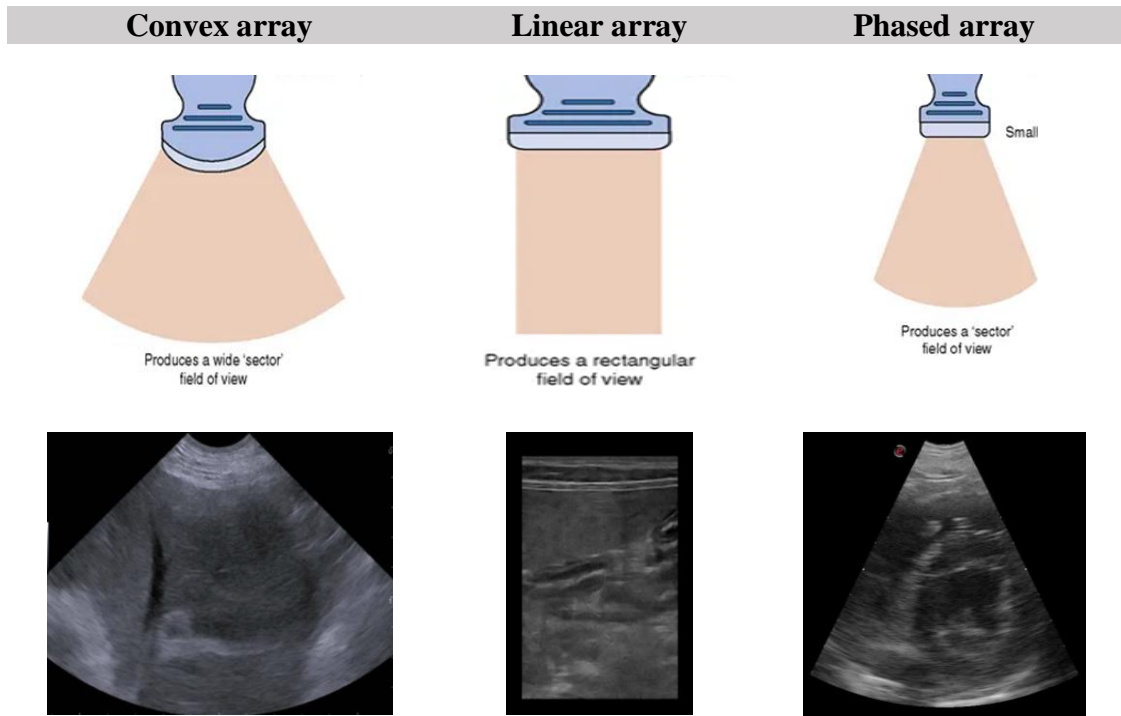 Convex array Linear array Phased array
Small
Produces a wide 'sector'
field of view
Produces a rectangular
field of view
Produces a 'sector'
field of view